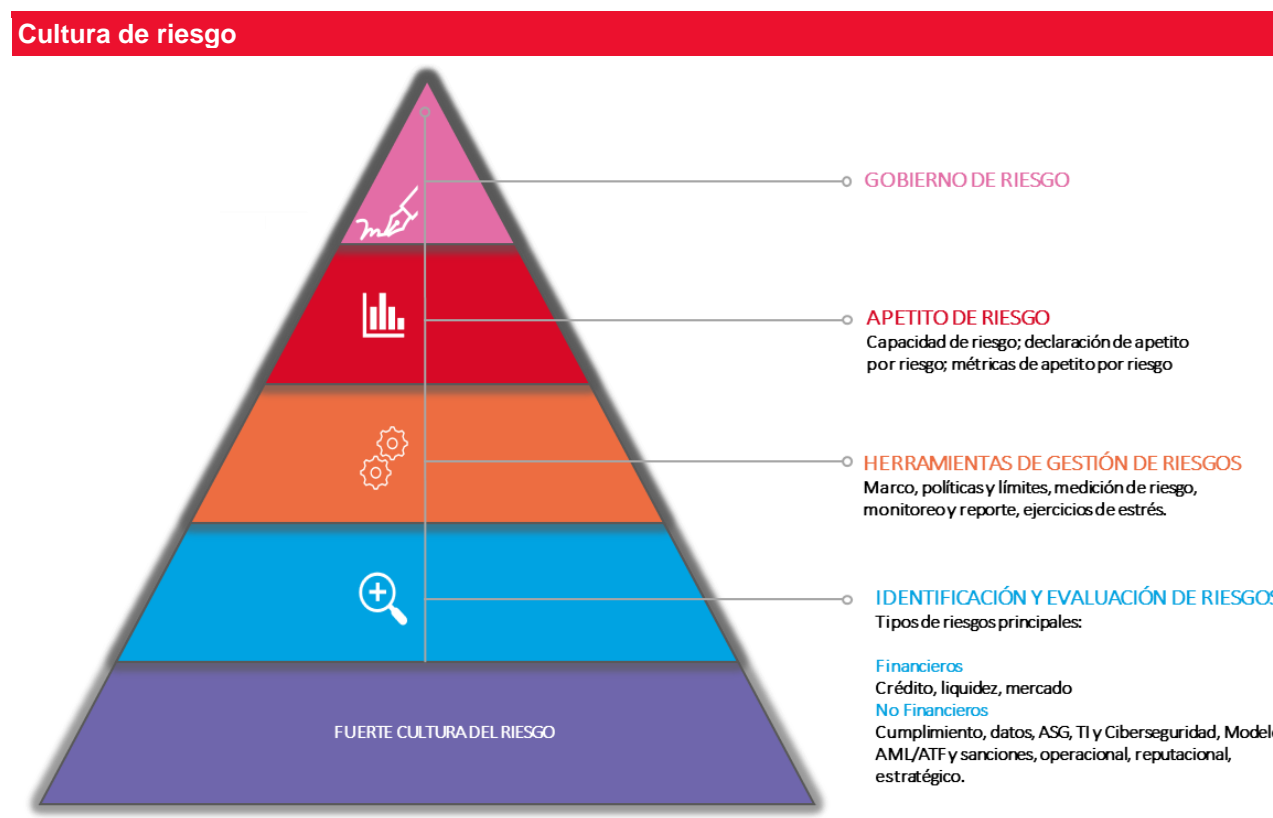 Cultura de riesgo
GOBIERNO DE RIESGO
APETITO DE RIESGO
Capacidad de riesgo; declaración de apetito
por riesgo; métricas de apetito por riesgo
HERRAMIENTAS DE GESTIÓN DE RIESGOS
Marco, políticas y límites, medición de riesgo,
monitoreo y reporte, ejercicios de estrés.
IDENTIFICACIÓN Y EVALUACIÓN DE RIESGOS
Tipos de riesgos principales:
Financieros
Crédito, liquidez, mercado
No Financieros
Cumplimiento, datos, ASG, TI y Ciberseguridad, Modelo
AML/ATF y sanciones, operacional, reputacional,
estratégico.
FUERTE CULTURA DEL RIESGO